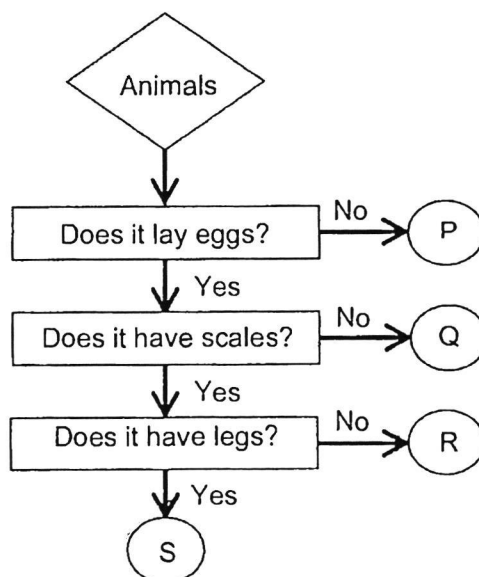 Animals
No
Does it lay eggs?
P
Yes
No
Does it have scales?
Q
Yes
No
Does it have legs?
R
Yes
S